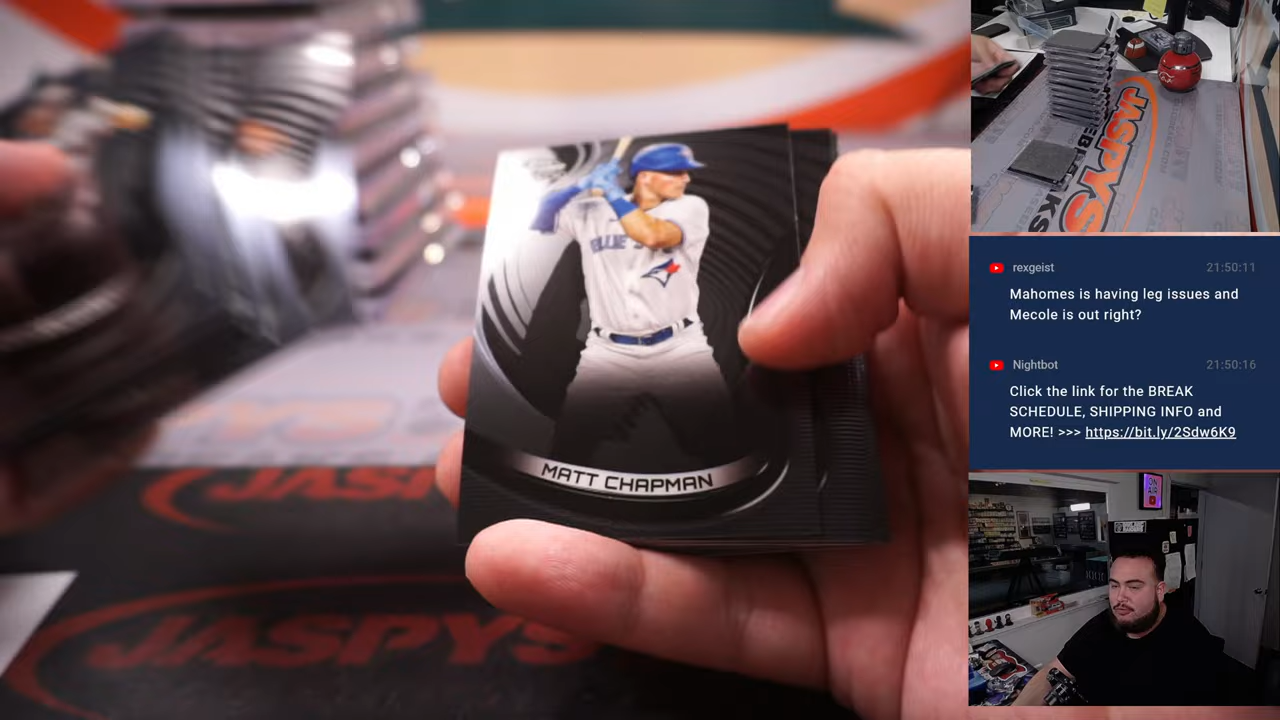 BLUE JAYS
MATT CHAPMAN
JASPYS
JASPYS
JASPYS
rexgeist 21:50:11
Mahomes is having leg issues and
Mecole is out right?
Nightbot 21:50:16
Click the link for the BREAK
SCHEDULE, SHIPPING INFO and
MORE! >>> https://bit.ly/2Sdw6K9
ON
AIR